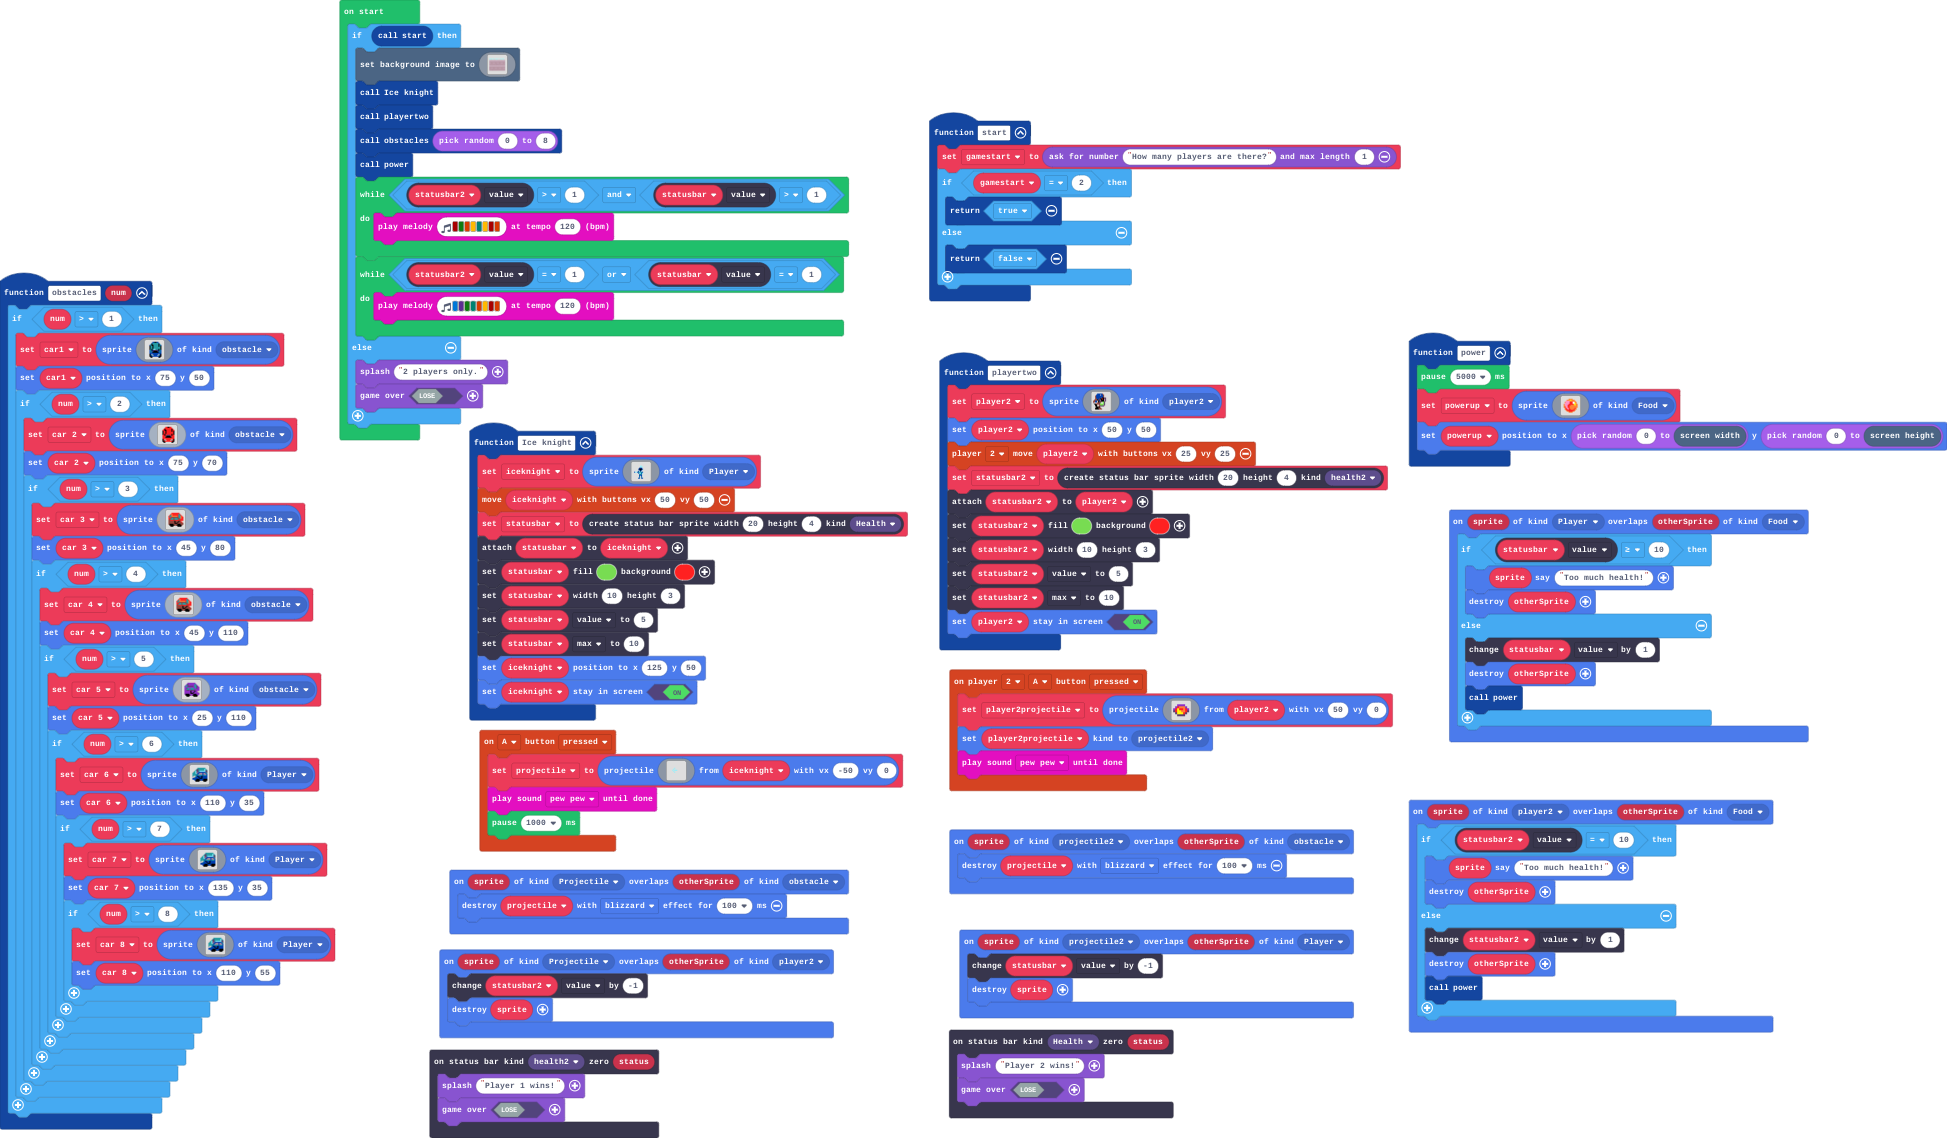 on start
if call start then
set background image to
call Ice knight
call playertwo
call obstacles pick random 0 to 8
call power
while statusbar2 value > 1 and statusbar value > 1
do
play melody at tempo 120 (bpm)
while statusbar2 value = 1 or statusbar value = 1
do
play melody at tempo 120 (bpm)
else
splash "2 players only."
game over LOSE
function obstacles num
if num > 1 then
set car1 to sprite of kind obstacle
set car1 position to x 75 y 50
if num > 2 then
set car 2 to sprite of kind obstacle
set car 2 position to x 75 y 70
if num > 3 then
set car 3 to sprite of kind obstacle
set car 3 position to x 45 y 80
if num > 4 then
set car 4 to sprite of kind obstacle
set car 4 position to x 45 y 110
if num > 5 then
set car 5 to sprite of kind obstacle
set car 5 position to x 25 y 110
if num > 6 then
set car 6 to sprite of kind Player
set car 6 position to x 110 y 35
if num > 7 then
set car 7 to sprite of kind Player
set car 7 position to x 135 y 35
if num > 8 then
set car 8 to sprite of kind Player
set car 8 position to x 110 y 55
function Ice knight
set iceknight to sprite of kind Player
move iceknight with buttons vx 50 vy 50
set statusbar to create status bar sprite width 20 height 4 kind Health
attach statusbar to iceknight
set statusbar fill background
set statusbar width 10 height 3
set statusbar value to 5
set statusbar max to 10
set iceknight position to x 125 y 50
set iceknight stay in screen ON
on A button pressed
set projectile to projectile from iceknight with vx -50 vy 0
play sound pew pew until done
pause 1000 ms
on sprite of kind Projectile overlaps otherSprite of kind obstacle
destroy projectile with blizzard effect for 100 ms
on sprite of kind Projectile overlaps otherSprite of kind player2
change statusbar2 value by -1
destroy sprite
on status bar kind health2 zero status
splash "Player 1 wins!"
game over LOSE
function start
set gamestart to ask for number "How many players are there?" and max length 1
if gamestart = 2 then
return true
else
return false
function playertwo
set player2 to sprite of kind player2
set player2 position to x 50 y 50
player 2 move player2 with buttons vx 25 vy 25
set statusbar2 to create status bar sprite width 20 height 4 kind health2
attach statusbar2 to player2
set statusbar2 fill background
set statusbar2 width 10 height 3
set statusbar2 value to 5
set statusbar2 max to 10
set player2 stay in screen ON
on player 2 A button pressed
set player2projectile to projectile from player2 with vx 50 vy 0
set player2projectile kind to projectile2
play sound pew pew until done
on sprite of kind projectile2 overlaps otherSprite of kind obstacle
destroy projectile with blizzard effect for 100 ms
on sprite of kind projectile2 overlaps otherSprite of kind Player
change statusbar value by -1
destroy sprite
on status bar kind Health zero status
splash "Player 2 wins!"
game over LOSE
function power
pause 5000 ms
set powerup to sprite of kind Food
set powerup position to x pick random 0 to screen width y pick random 0 to screen height
on sprite of kind Player overlaps otherSprite of kind Food
if statusbar value ≥ 10 then
sprite say "Too much health!"
destroy otherSprite
else
change statusbar value by 1
destroy otherSprite
call power
on sprite of kind player2 overlaps otherSprite of kind Food
if statusbar2 value = 10 then
sprite say "Too much health!"
destroy otherSprite
else
change statusbar2 value by 1
destroy otherSprite
call power